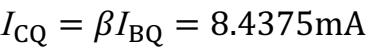 I_CQ = βI_BQ = 8.4375mA